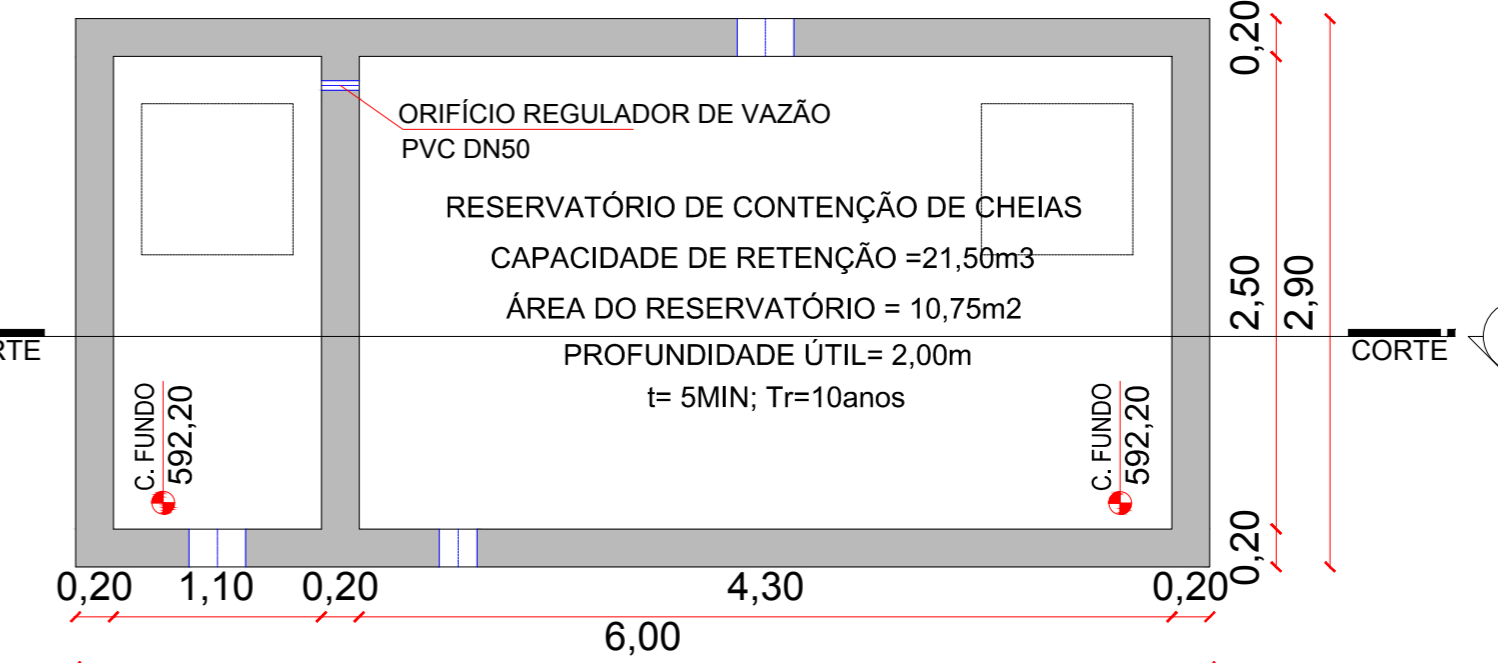 0,20
ORIFÍCIO REGULADOR DE VAZÃO
PVC DN50
RESERVATÓRIO DE CONTENÇÃO DE CHEIAS
CAPACIDADE DE RETENÇÃO =21,50m3
ÁREA DO RESERVATÓRIO = 10,75m2
2,50
2,90
RTE
PROFUNDIDADE ÚTIL= 2,00m
CORTE
t= 5MIN; Tr=10anos
C. FUNDO
592,20
C. FUNDO
592,20
0,20
0,20 1,10 0,20 4,30 0,20
6,00